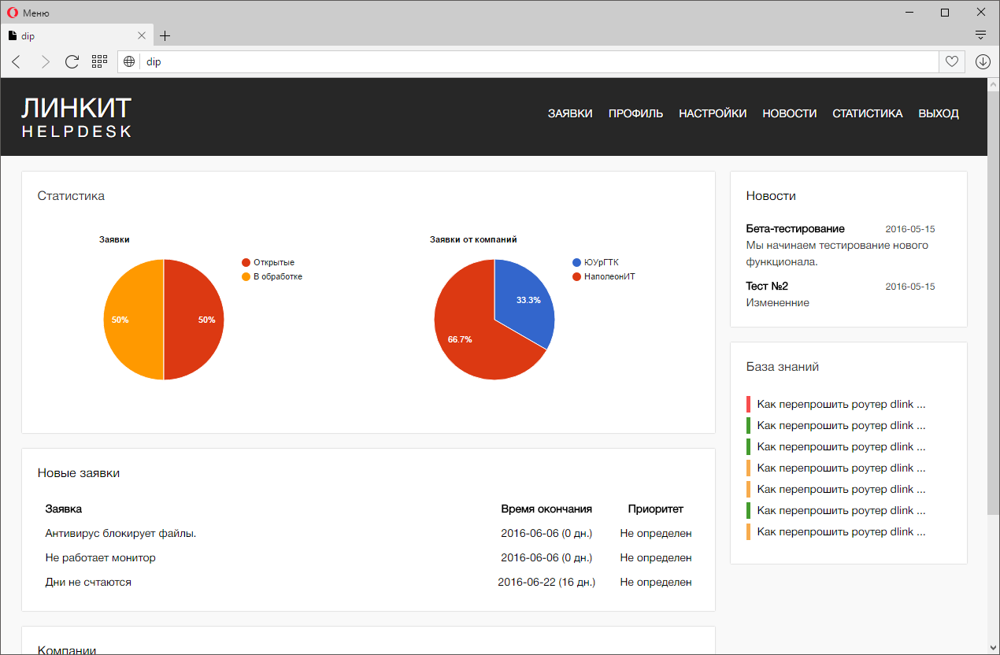 Меню
dip
dip
ЛИНКИТ
HELPDESK
ЗАЯВКИ ПРОФИЛЬ НАСТРОЙКИ НОВОСТИ СТАТИСТИКА ВЫХОД
Статистика
Заявки
Открытые
В обработке
50%
50%
Заявки от компаний
ЮУрГТК
НаполеонИТ
33.3%
66.7%
Новые заявки
Заявка Время окончания Приоритет
Антивирус блокирует файлы. 2016-06-06 (0 дн.) Не определен
Не работает монитор 2016-06-06 (0 дн.) Не определен
Дни не счтаются 2016-06-22 (16 дн.) Не определен
Компании
Новости
Бета-тестирование 2016-05-15
Мы начинаем тестирование нового
функционала.
Тест №2 2016-05-15
Измененние
База знаний
Как перепрошить роутер dlink ...
Как перепрошить роутер dlink ...
Как перепрошить роутер dlink ...
Как перепрошить роутер dlink ...
Как перепрошить роутер dlink ...
Как перепрошить роутер dlink ...
Как перепрошить роутер dlink ...